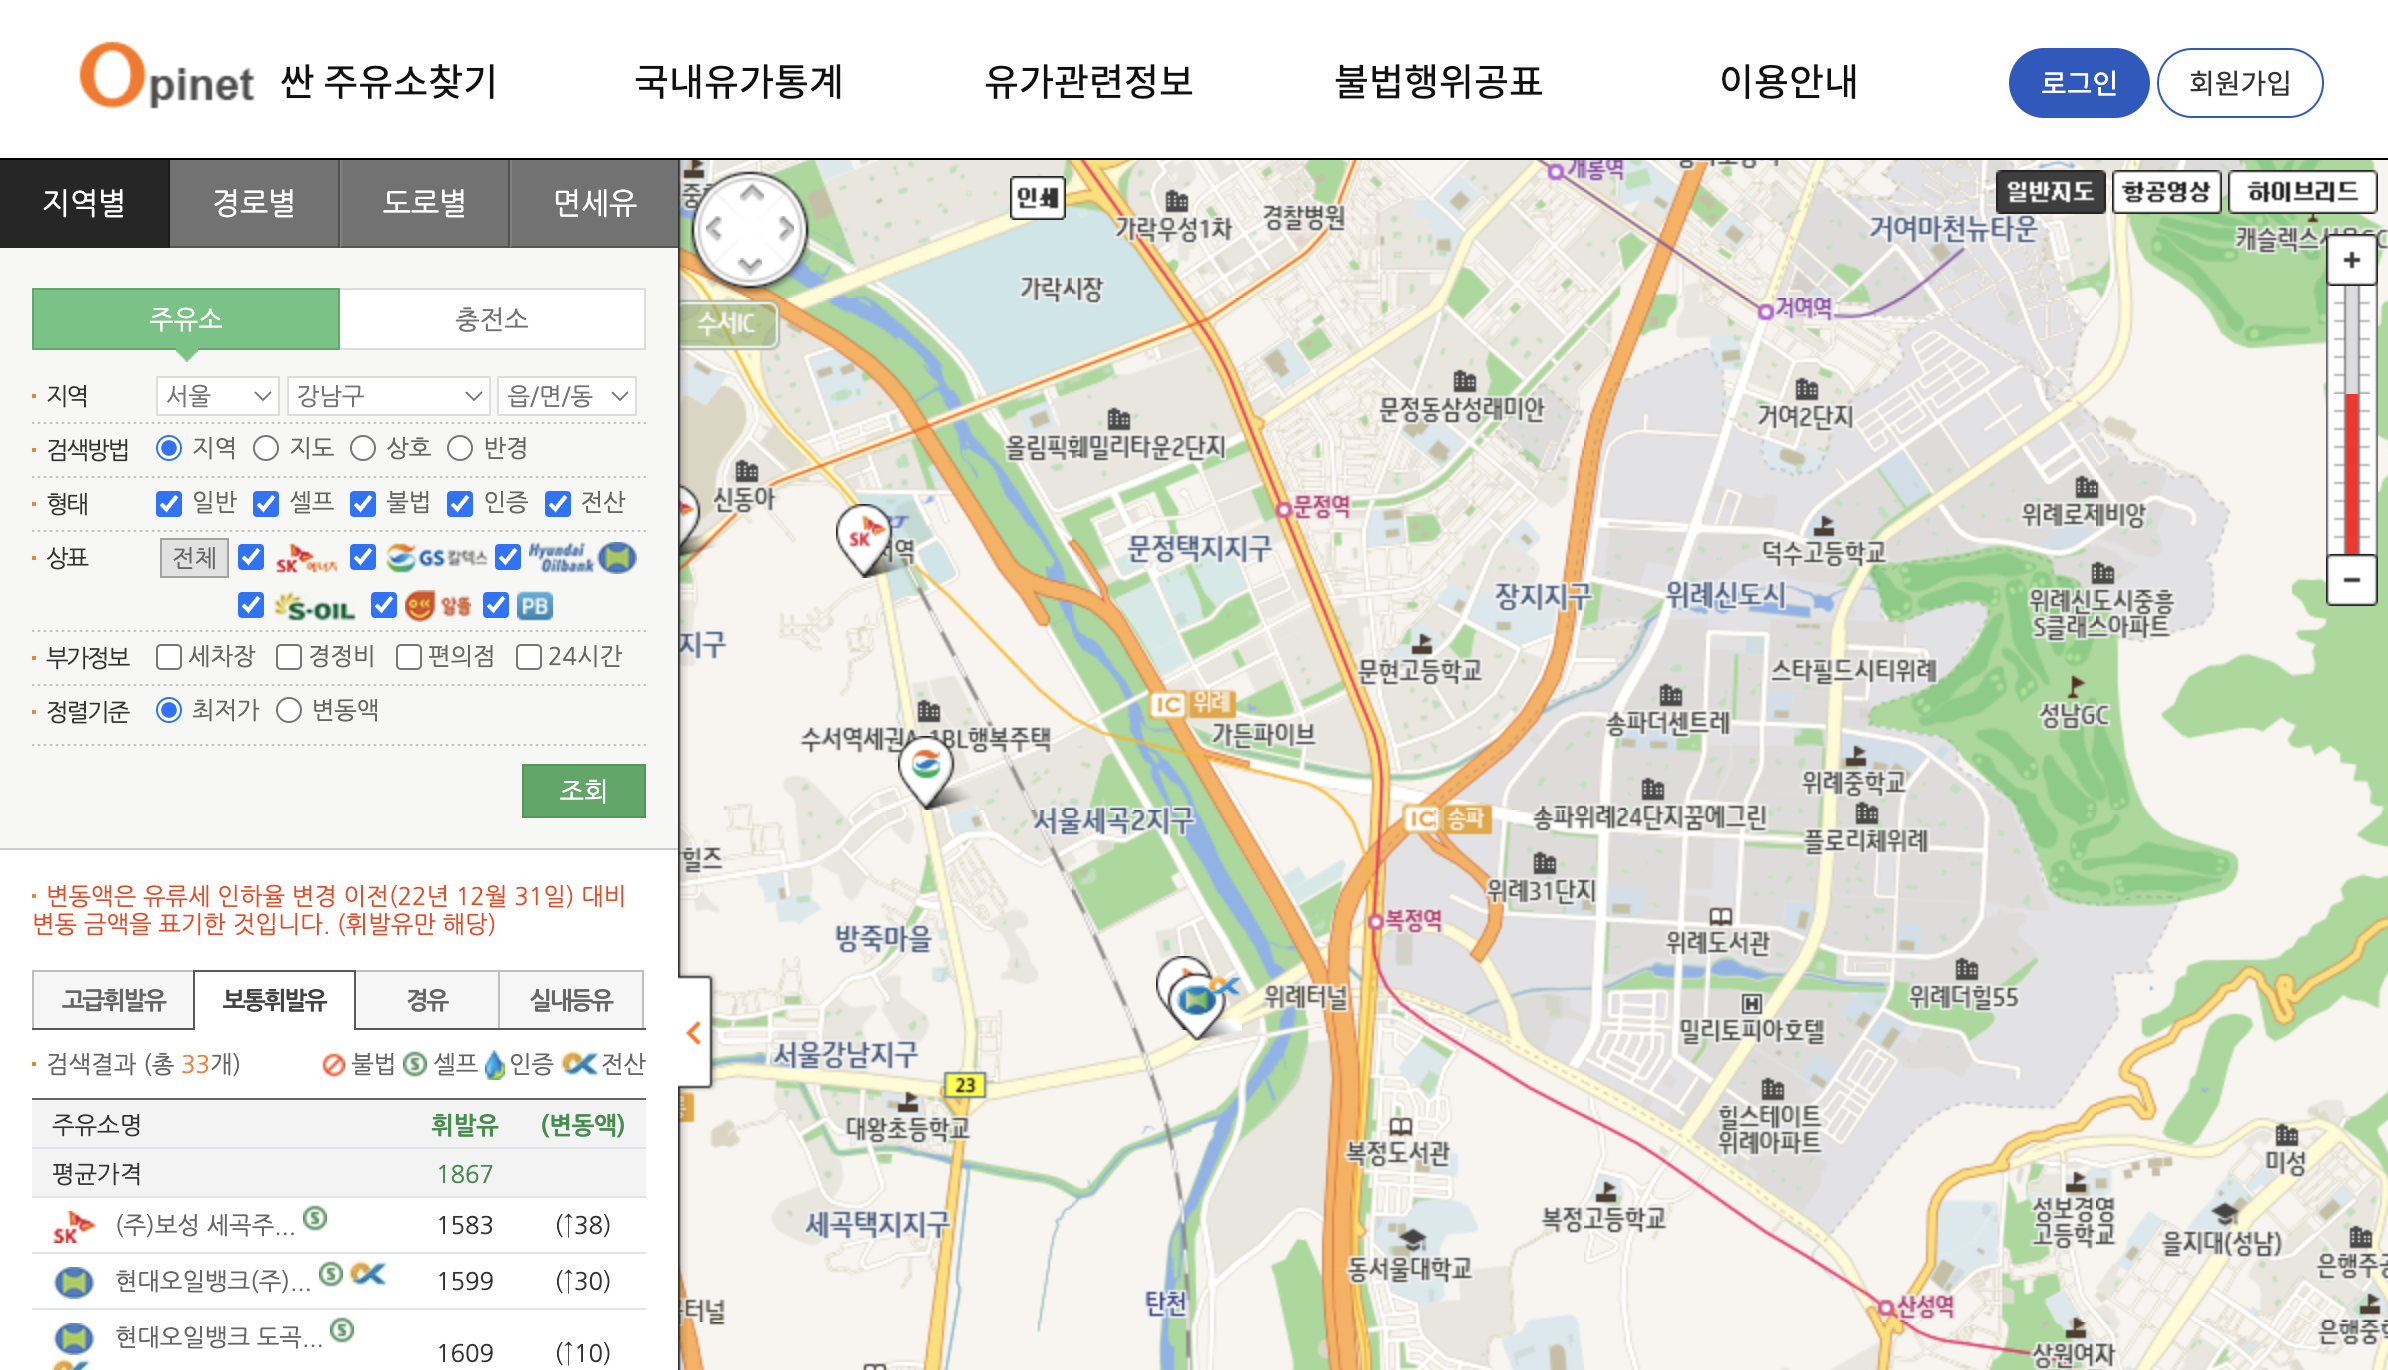 Opinet 싼 주유소찾기 국내유가통계 유가관련정보 불법행위공표 이용안내 로그인 회원가입
지역별 경로별 도로별 면세유
주유소 충전소
지역 서울 강남구 읍/면/동
검색방법 지역 지도 상호 반경
형태 일반 셀프 불법 인증 전산
상표 전체 SK에너지 GS칼텍스 Hyundai Oilbank
S-OIL 알뜰 PB
부가정보 세차장 경정비 편의점 24시간
정렬기준 최저가 변동액
조회
변동액은 유류세 인하율 변경 이전(22년 12월 31일) 대비
변동 금액을 표기한 것입니다. (휘발유만 해당)
고급휘발유 보통휘발유 경유 실내등유
검색결과 (총 33개) 불법 셀프 인증 전산
주유소명 휘발유 (변동액)
평균가격 1867
SK (주)보성 세곡주... 1583 (↑38)
현대오일뱅크(주)... 1599 (↑30)
현대오일뱅크 도곡... 1609 (↑10)
인쇄
일반지도 항공영상 하이브리드
개롱역
가락우성1차
경찰병원
거여마천뉴타운
가락시장
수서IC
거여역
문정동삼성래미안
거여2단지
올림픽훼밀리타운2단지
신동아
문정역
위례로제비앙
SK
문정택지지구
덕수고등학교
장지지구
위례신도시
위례신도시중흥
S클래스아파트
지구
문현고등학교
스타필드시티위례
IC 위례
가든파이브
송파더센트레
성남GC
수서역세권
BL행복주택
위례중학교
서울세곡2지구
IC 송파
송파위례24단지꿈에그린
플로리체위례
힐즈
위례31단지
방죽마을
복정역
위례도서관
위례터널
위례더힐55
밀리토피아호텔
서울강남지구
23
대왕초등학교
힐스테이트
위례아파트
복정도서관
미성
세곡택지지구
복정고등학교
성보경영
고등학교
을지대(성남)
동서울대학교
탄천
터널
산성역
상원여자